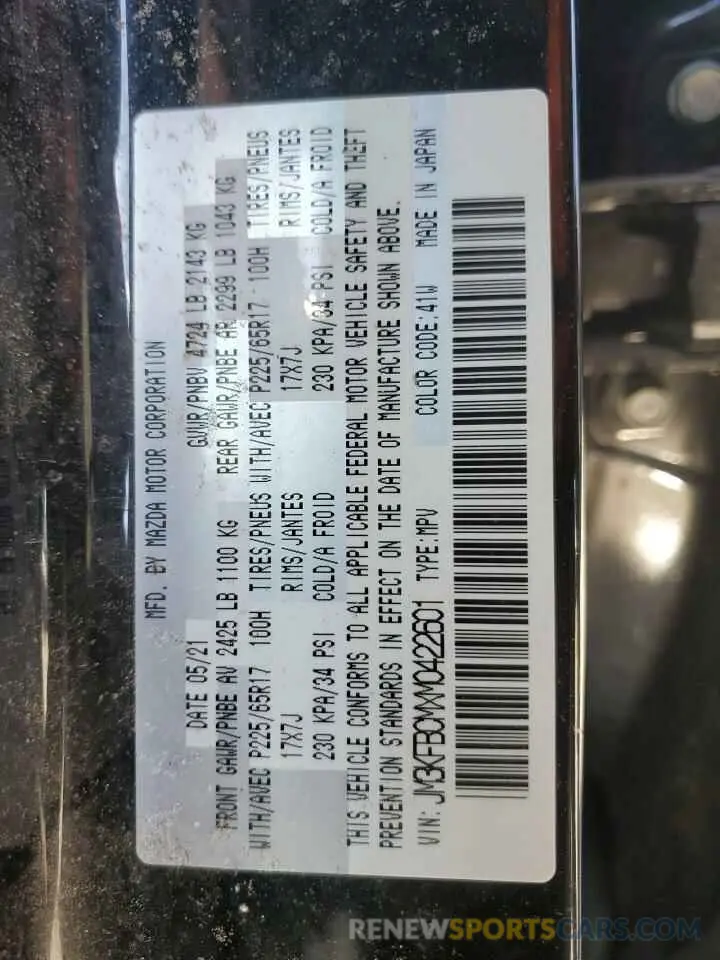 MFD. BY MAZDA MOTOR CORPORATION
DATE 05/21 GVWR/PNBV 4724 LB 2143 KG
FRONT GAWR/PNBE AV 2425 LB 1100 KG REAR GAWR/PNBE AR 2299 LB 1043 KG
WITH/AVEC P225/65R17 100H TIRES/PNEUS WITH/AVEC P225/65R17 100H TIRES/PNEUS
17X7J RIMS/JANTES 17X7J RIMS/JANTES
230 KPA/34 PSI COLD/A FROID 230 KPA/34 PSI COLD/A FROID
THIS VEHICLE CONFORMS TO ALL APPLICABLE FEDERAL MOTOR VEHICLE SAFETY AND THEFT
PREVENTION STANDARDS IN EFFECT ON THE DATE OF MANUFACTURE SHOWN ABOVE.
VIN: JM3KFBCMXM0422601 TYPE:MPV COLOR CODE:41W MADE IN JAPAN
RENEWSPORTSCARS.COM